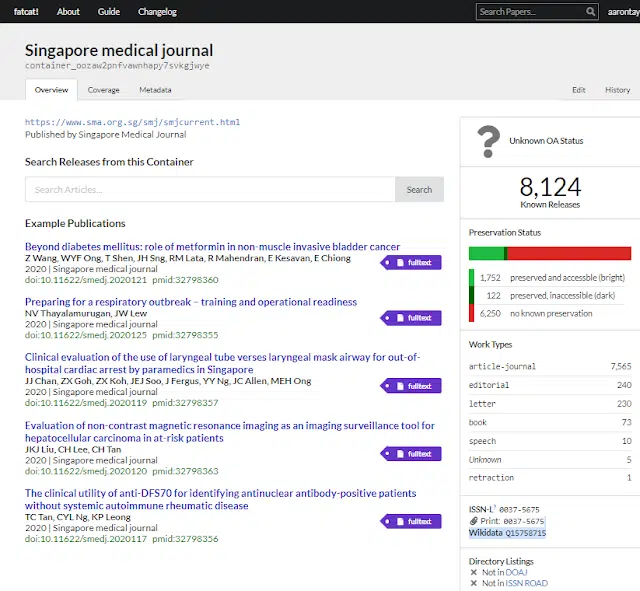 fatcat! About Guide Changelog Search Papers... aarontay
Singapore medical journal
container_oozaw2pnfvawnhapy7svkgjwye
Overview Coverage Metadata Edit History
https://www.sma.org.sg/smj/smjcurrent.html
Published by Singapore Medical Journal
Search Releases from this Container
Search Articles... Search
Example Publications
Beyond diabetes mellitus: role of metformin in non-muscle invasive bladder cancer
Z Wang, WYF Ong, T Shen, JH Sng, RM Lata, R Mahendran, E Kesavan, E Chiong
2020 | Singapore medical journal
doi:10.11622/smedj.2020121 pmid:32798360
fulltext
Preparing for a respiratory outbreak – training and operational readiness
NV Thayalamurugan, JW Lew
2020 | Singapore medical journal
doi:10.11622/smedj.2020125 pmid:32798355
fulltext
Clinical evaluation of the use of laryngeal tube verses laryngeal mask airway for out-of-
hospital cardiac arrest by paramedics in Singapore
JJ Chan, ZX Goh, ZX Koh, JEJ Soo, J Fergus, YY Ng, JC Allen, MEH Ong
2020 | Singapore medical journal
doi:10.11622/smedj.2020119 pmid:32798357
fulltext
Evaluation of non-contrast magnetic resonance imaging as an imaging surveillance tool for
hepatocellular carcinoma in at-risk patients
JKJ Liu, CH Lee, CH Tan
2020 | Singapore medical journal
doi:10.11622/smedj.2020120 pmid:32798363
fulltext
The clinical utility of anti-DFS70 for identifying antinuclear antibody-positive patients
without systemic autoimmune rheumatic disease
TC Tan, CYL Ng, KP Leong
2020 | Singapore medical journal
doi:10.11622/smedj.2020117 pmid:32798356
fulltext
? Unknown OA Status
8,124
Known Releases
Preservation Status
1,752 preserved and accessible (bright)
122 preserved, inaccessible (dark)
6,250 no known preservation
Work Types
article-journal 7,565
editorial 240
letter 230
book 73
speech 10
Unknown 5
retraction 1
ISSN-L? 0037-5675
Print: 0037-5675
Wikidata Q15758715
Directory Listings
Not in DOAJ
Not in ISSN ROAD